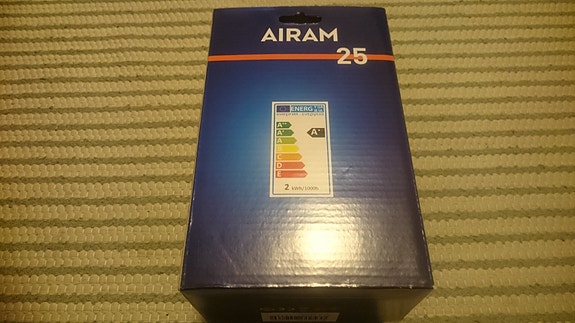 AIRAM
25
ENERG
A++
A+
A
B
C
D
E
A+
2 kWh/1000h